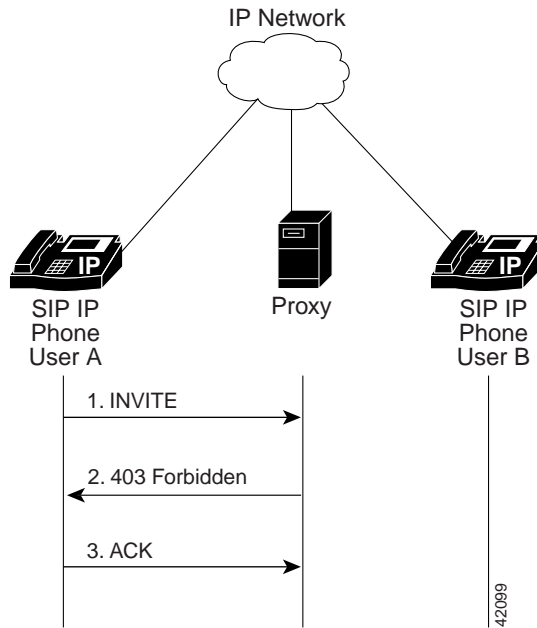 IP Network
IP
SIP IP
Phone
User A
Proxy
IP
SIP IP
Phone
User B
1. INVITE
2. 403 Forbidden
3. ACK
42099